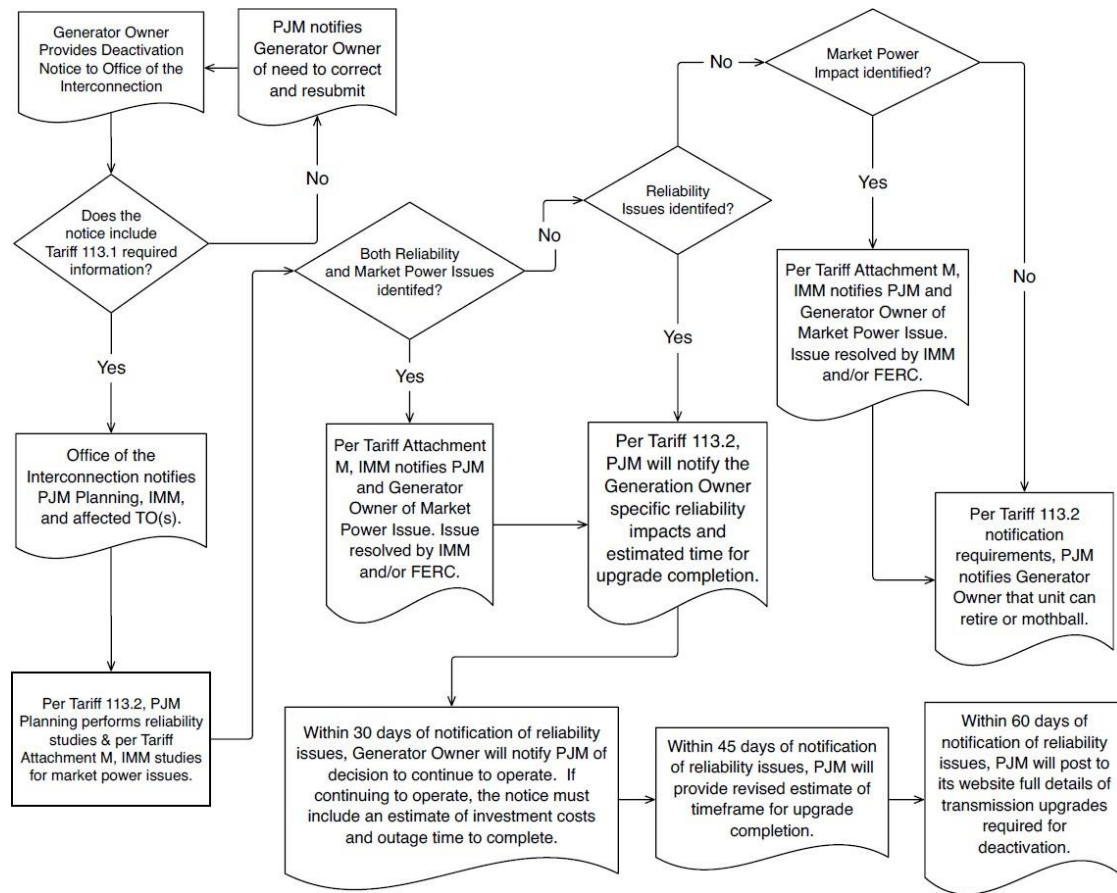 Generator Owner
Provides Deactivation
Notice to Office of the
Interconnection
PJM notifies
Generator Owner
of need to correct
and resubmit
No
Does the
notice include
Tariff 113.1 required
information?
Yes
Office of the
Interconnection notifies
PJM Planning, IMM,
and affected TO(s).
Per Tariff 113.2, PJM
Planning performs reliability
studies & per Tariff
Attachment M, IMM studies
for market power issues.
Both Reliability
and Market Power Issues
identifed?
No
Yes
Per Tariff Attachment
M, IMM notifies PJM
and Generator
Owner of Market
Power Issue. Issue
resolved by IMM
and/or FERC.
Reliability
Issues identifed?
No
Yes
Per Tariff 113.2,
PJM will notify the
Generation Owner
specific reliability
impacts and
estimated time for
upgrade completion.
Market Power
Impact identified?
Yes
No
Per Tariff Attachment M,
IMM notifies PJM and
Generator Owner of
Market Power Issue.
Issue resolved by IMM
and/or FERC.
Per Tariff 113.2
notification
requirements, PJM
notifies Generator
Owner that unit can
retire or mothball.
Within 30 days of notification of reliability
issues, Generator Owner will notify PJM of
decision to continue to operate. If
continuing to operate, the notice must
include an estimate of investment costs
and outage time to complete.
Within 45 days of notification
of reliability issues, PJM will
provide revised estimate of
timeframe for upgrade
completion.
Within 60 days of
notification of reliability
issues, PJM will post to
its website full details of
transmission upgrades
required for
deactivation.